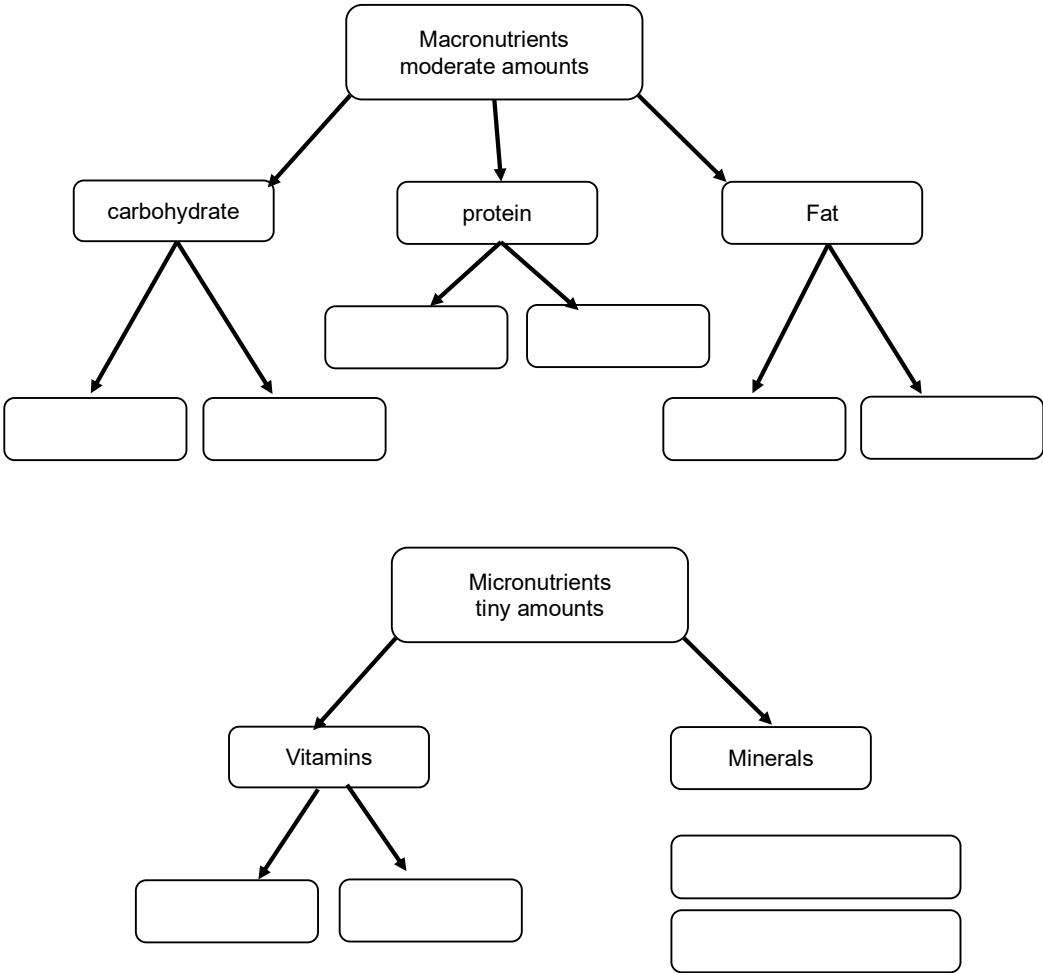 Macronutrients
moderate amounts
carbohydrate
protein
Fat
Micronutrients
tiny amounts
Vitamins
Minerals